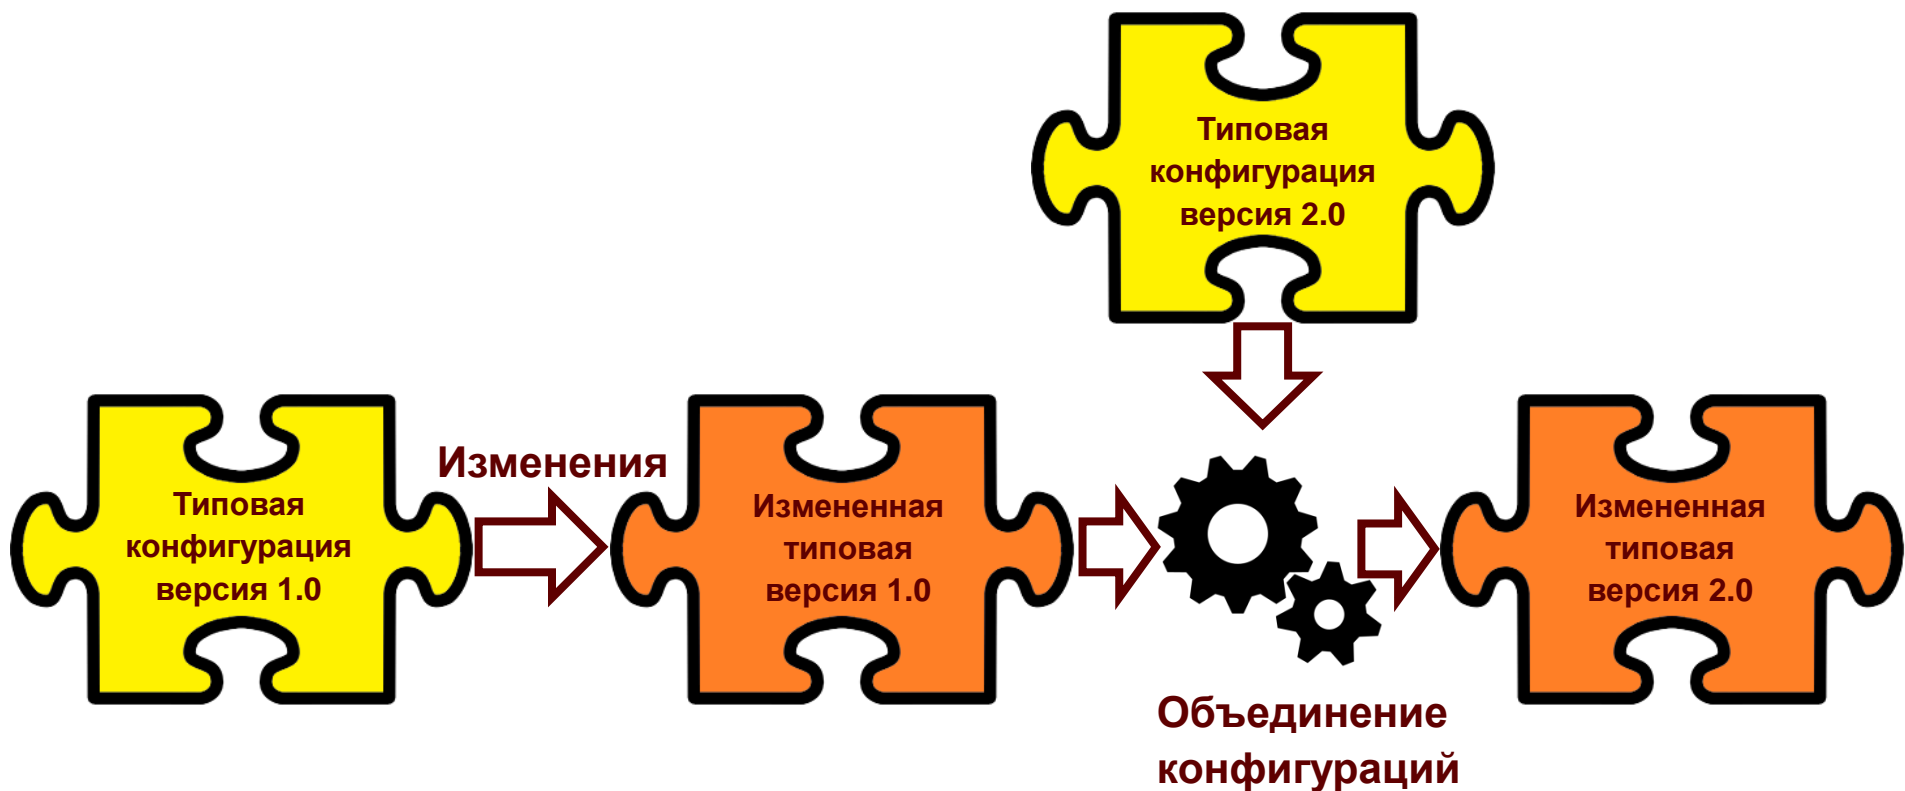 Типовая
конфигурация
версия 2.0
Типовая
конфигурация
версия 1.0
Изменения
Измененная
типовая
версия 1.0
Объединение
конфигураций
Измененная
типовая
версия 2.0